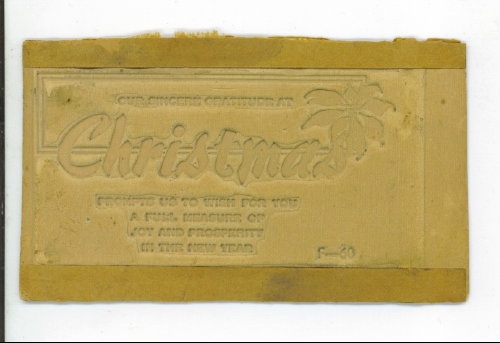 OUR SINCERE GRATITUDE AT
Christmas
PROMPTS US TO WISH FOR YOU
A FULL MEASURE OF
JOY AND PROSPERITY
IN THE NEW YEAR
F-60